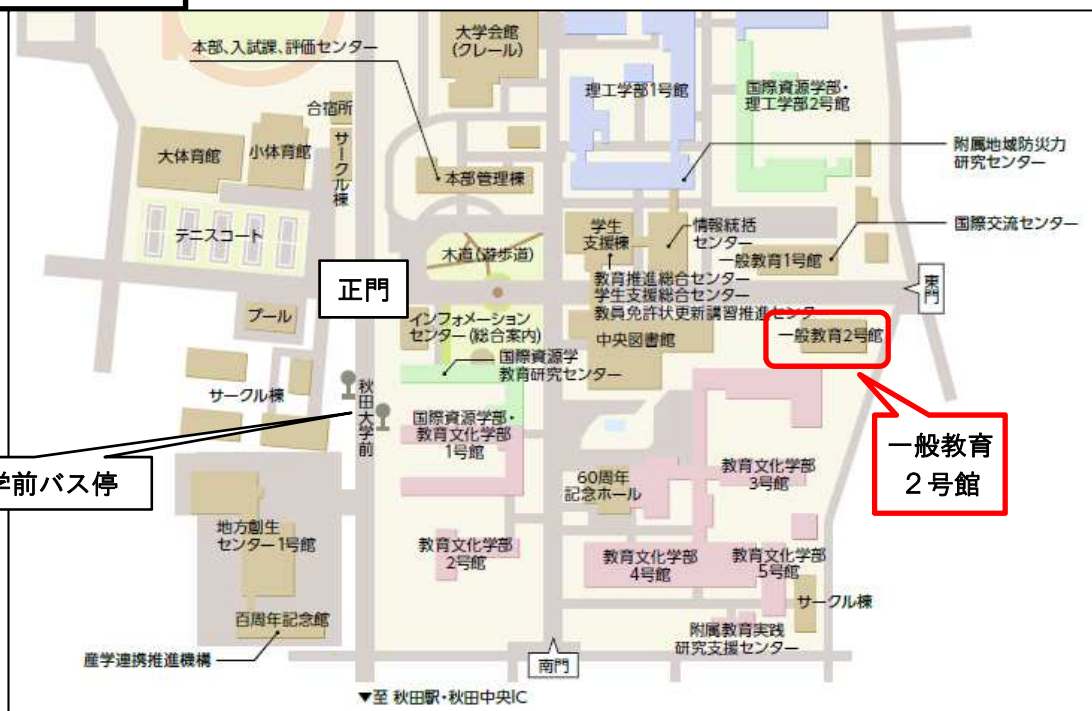 本部、入試課、評価センター
大学会館
(クレール)
理工学部1号館
国際資源学部・
理工学部2号館
合宿所
大体育館
小体育館
サークル棟
本部管理棟
附属地域防災力
研究センター
テニスコート
木道(遊歩道)
学生
支援棟
情報統括
センター
国際交流センター
一般教育1号館
教育推進総合センター
学生支援総合センター
教員免許状更新講習推進センター
正門
東門
プール
インフォメーション
センター(総合案内)
中央図書館
一般教育2号館
国際資源学
教育研究センター
サークル棟
秋田大学前
国際資源学部・
教育文化学部
1号館
学前バス停
一般教育
２号館
60周年
記念ホール
教育文化学部
3号館
地方創生
センター1号館
教育文化学部
2号館
教育文化学部
4号館
教育文化学部
5号館
サークル棟
百周年記念館
附属教育実践
研究支援センター
産学連携推進機構
南門
▼至 秋田駅・秋田中央IC